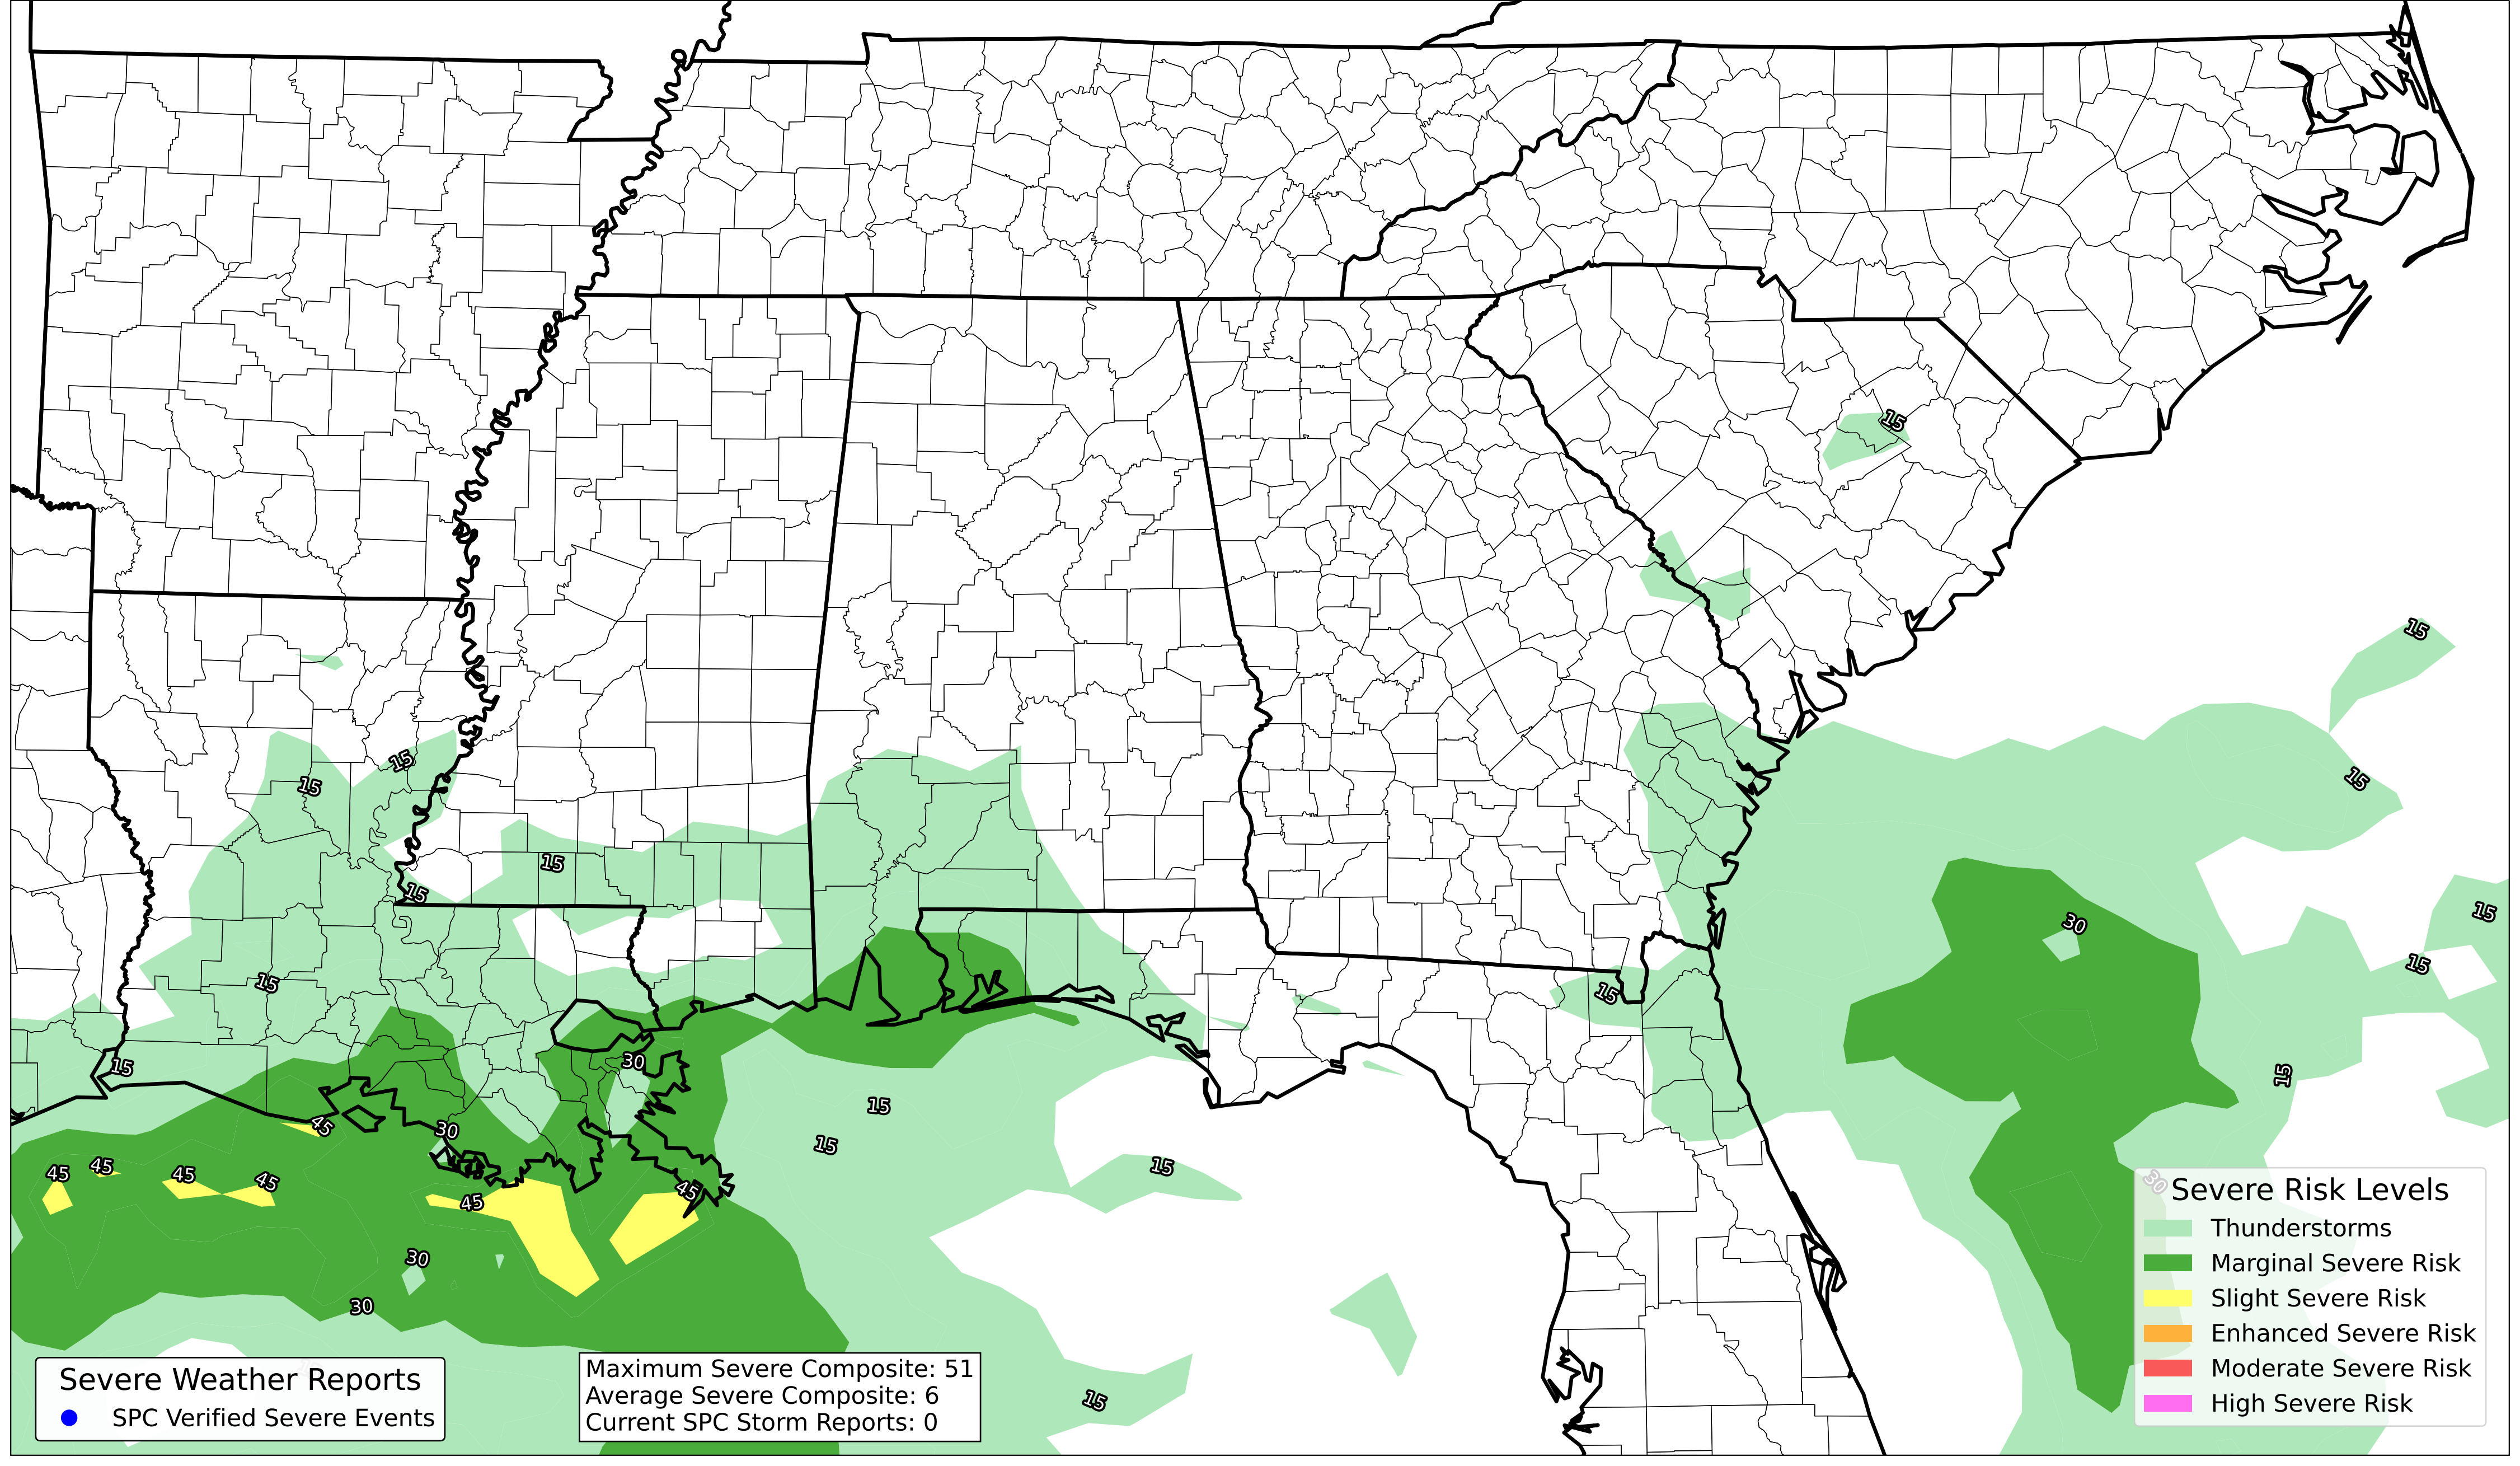 15
15
15
15
15
15
15
15
30
15
15
15
15
15
30
15
30
45
15
15
30
45
45
45
45
15
30
45
45
30
30
15
Severe Risk Levels
Thunderstorms
Marginal Severe Risk
Slight Severe Risk
Enhanced Severe Risk
Moderate Severe Risk
High Severe Risk
Severe Weather Reports
SPC Verified Severe Events
Maximum Severe Composite: 51
Average Severe Composite: 6
Current SPC Storm Reports: 0